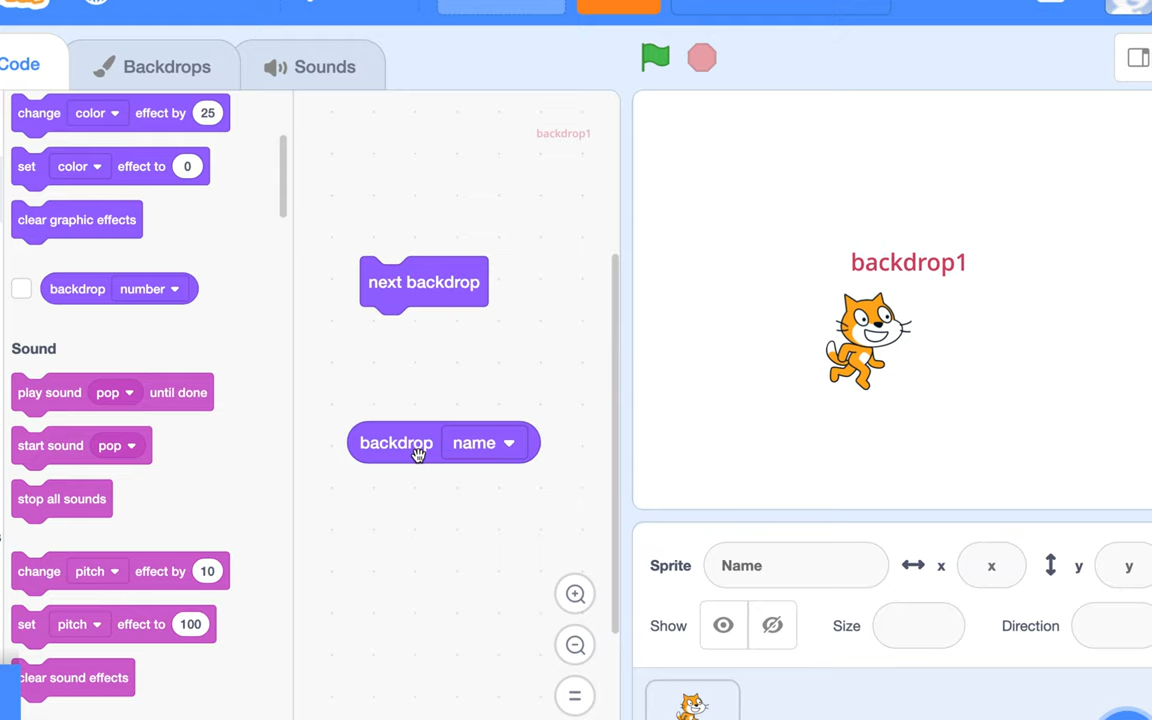 Code
Backdrops
Sounds
change color effect by 25
set color effect to 0
clear graphic effects
backdrop number
Sound
play sound pop until done
start sound pop
stop all sounds
change pitch effect by 10
set pitch effect to 100
clear sound effects
backdrop1
next backdrop
backdrop name
backdrop1
Sprite Name x x y y
Show Size Direction